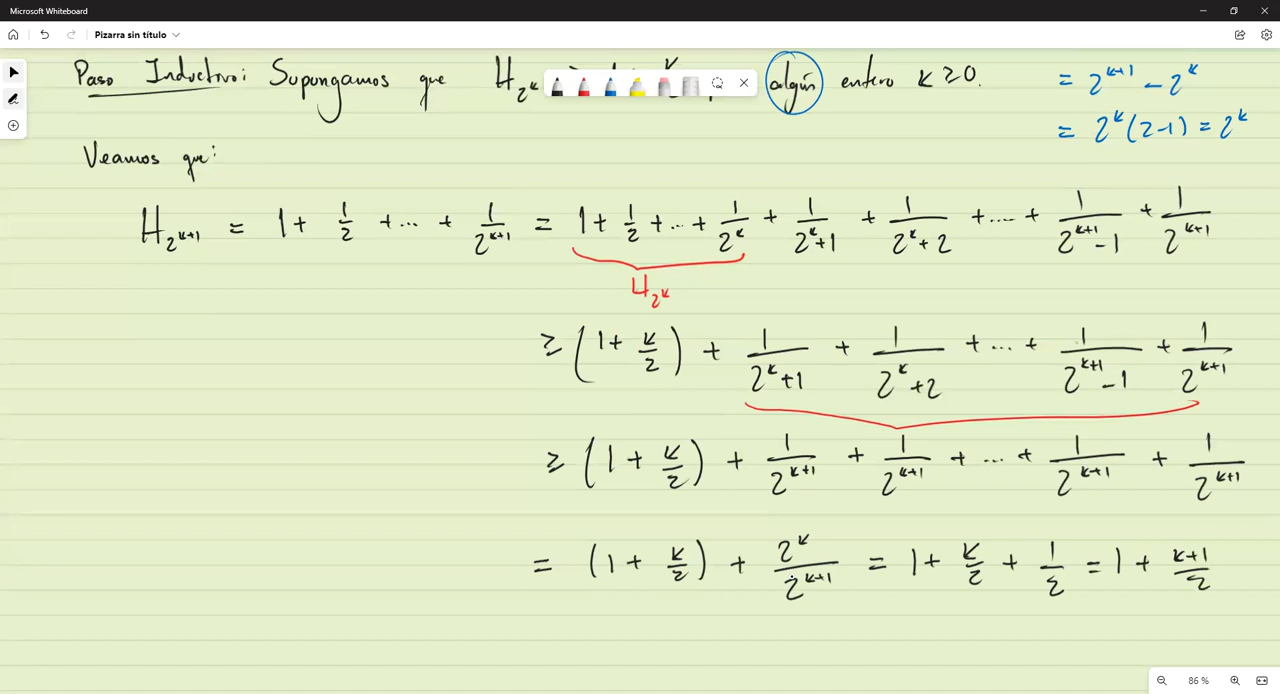 Microsoft Whiteboard
Pizarra sin título
Paso Inductivo: Supongamos que H_{2^k} algún entero k ≥ 0.
= 2^{k+1} - 2^k
= 2^k (2-1) = 2^k
Veamos que:
H_{2^{k+1}} = 1 + 1/2 + ... + 1/2^{k+1} = 1 + 1/2 + ... + 1/2^k + 1/(2^k+1) + 1/(2^k+2) + .... + 1/(2^{k+1}-1) + 1/2^{k+1}
H_{2^k}
≥ (1 + k/2) + 1/(2^k+1) + 1/(2^k+2) + ... + 1/(2^{k+1}-1) + 1/2^{k+1}
≥ (1 + k/2) + 1/2^{k+1} + 1/2^{k+1} + ... + 1/2^{k+1} + 1/2^{k+1}
= (1 + k/2) + 2^k/2^{k+1} = 1 + k/2 + 1/2 = 1 + (k+1)/2
86 %